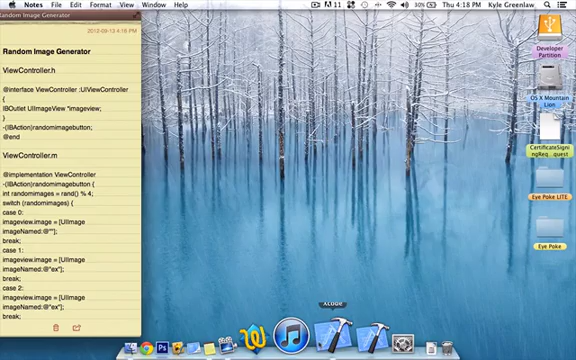 Notes File Edit Format View Window Help
11 30% Thu 4:18 PM Kyle Greenlaw
Random Image Generator
2012-09-13 4:18 PM
Random Image Generator
ViewController.h
@interface ViewController :UIViewController
{
IBOutlet UIImageView *imageview;
}
-(IBAction)randomimagebutton;
@end
ViewController.m
@implementation ViewController
-(IBAction)randomimagebutton {
int randomimages = rand() % 4;
switch (randomimages) {
case 0:
imageview.image = [UIImage
imageNamed:@""];
break;
case 1:
imageview.image = [UIImage
imageNamed:@"ex"];
break;
case 2:
imageview.image = [UIImage
imageNamed:@"ex"];
break;
Developer
Partition
OS X Mountain
Lion
CertificateSigni
ngReq...quest
Eye Poke LITE
Eye Poke
Xcode